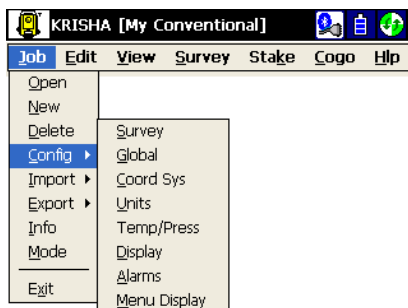 KRISHA [My Conventional]
Job Edit View Survey Stake Cogo Hlp
Open
New
Delete
Config
Import
Export
Info
Mode
Exit
Survey
Global
Coord Sys
Units
Temp/Press
Display
Alarms
Menu Display